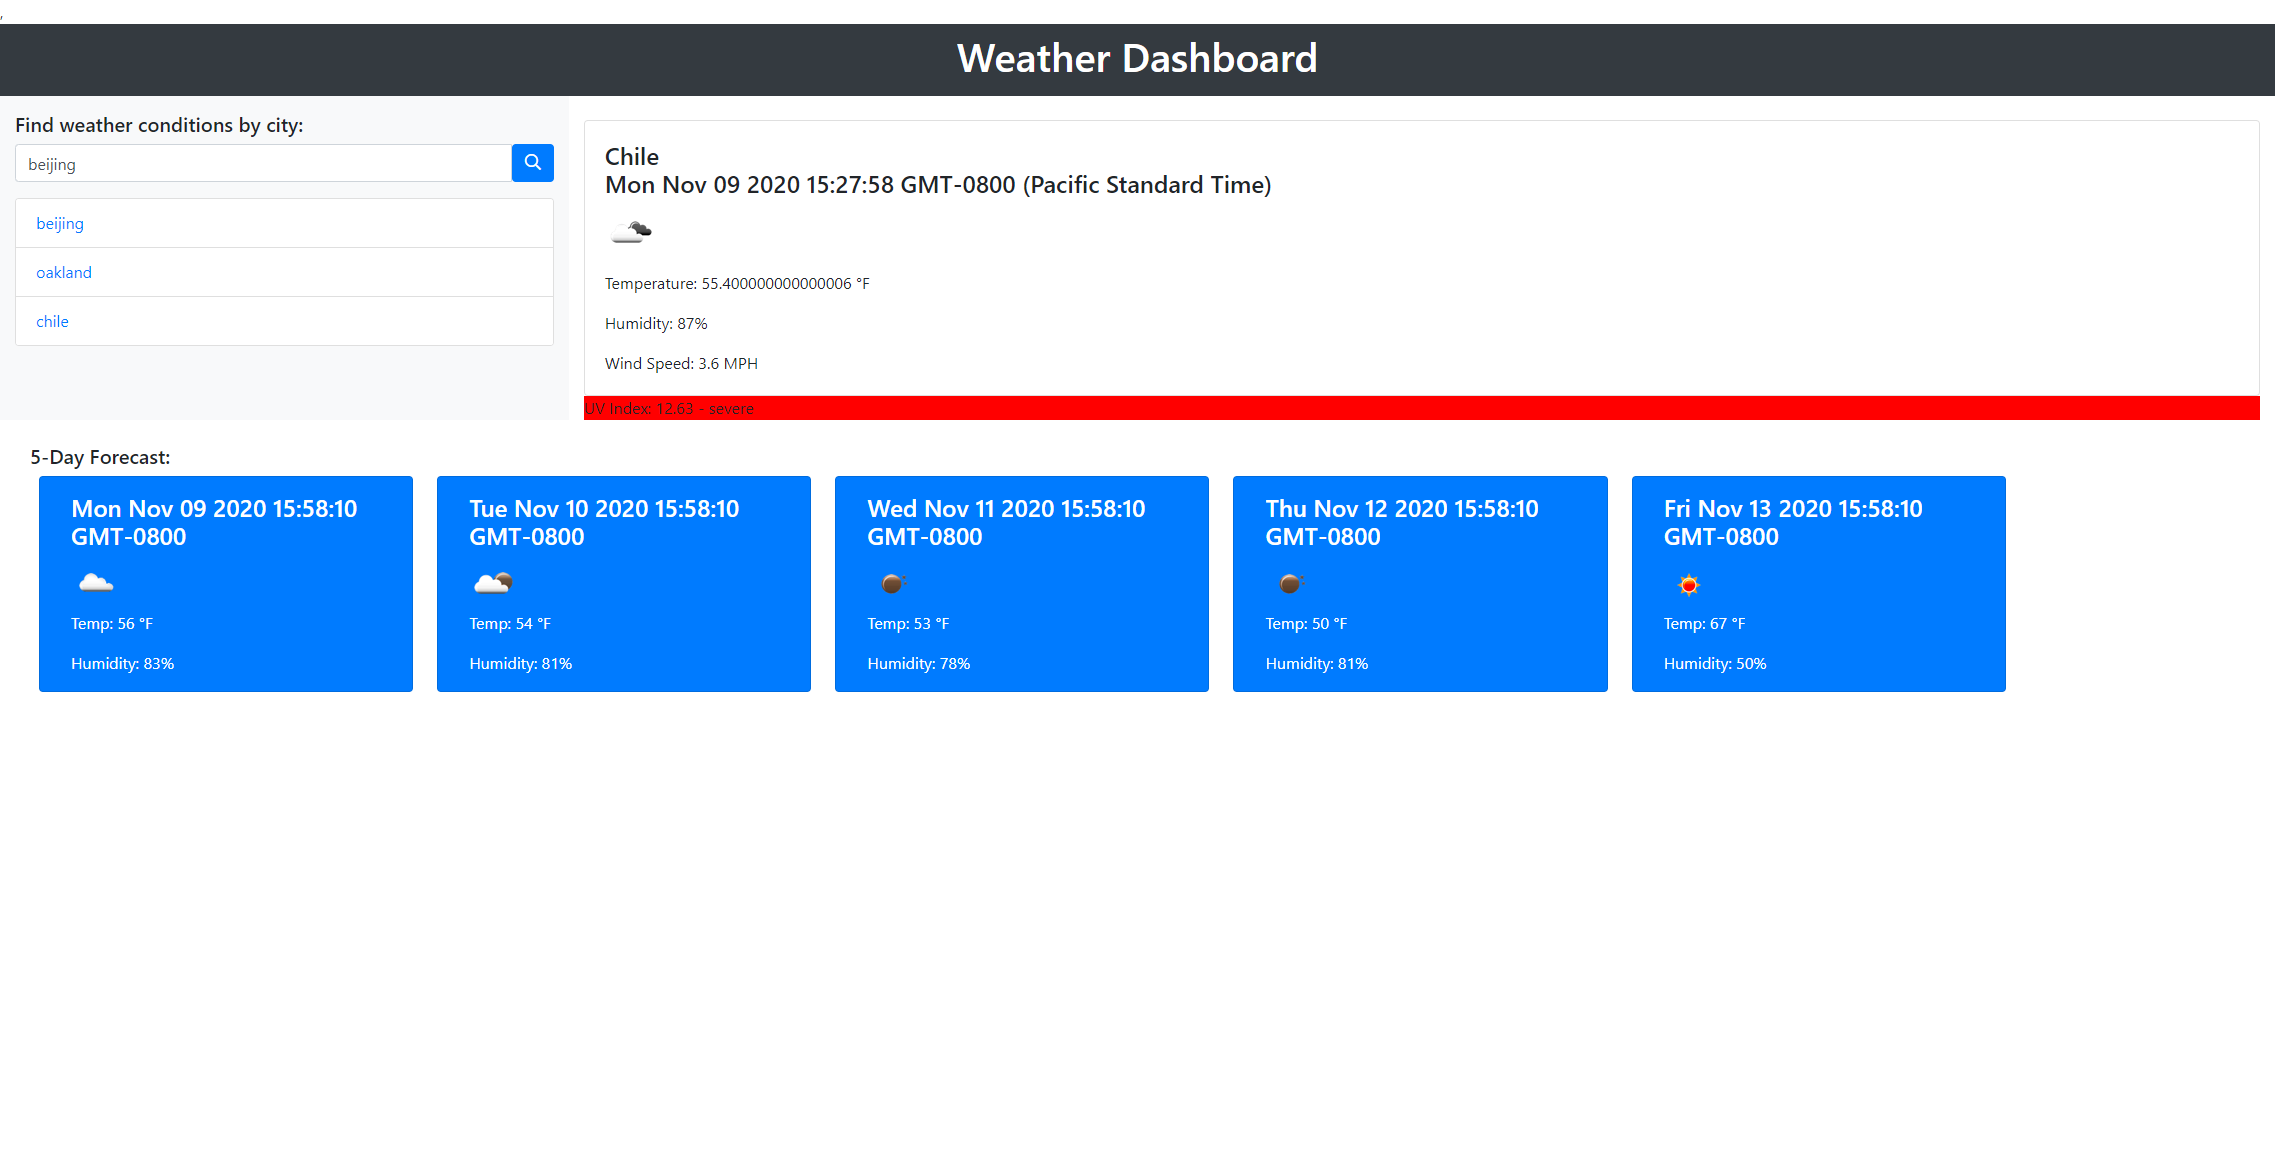 ,
Weather Dashboard
Find weather conditions by city:
beijing
beijing
oakland
chile
Chile
Mon Nov 09 2020 15:27:58 GMT-0800 (Pacific Standard Time)
Temperature: 55.400000000000006 °F
Humidity: 87%
Wind Speed: 3.6 MPH
UV Index: 12.63 - severe
5-Day Forecast:
Mon Nov 09 2020 15:58:10
GMT-0800
Temp: 56 °F
Humidity: 83%
Tue Nov 10 2020 15:58:10
GMT-0800
Temp: 54 °F
Humidity: 81%
Wed Nov 11 2020 15:58:10
GMT-0800
Temp: 53 °F
Humidity: 78%
Thu Nov 12 2020 15:58:10
GMT-0800
Temp: 50 °F
Humidity: 81%
Fri Nov 13 2020 15:58:10
GMT-0800
Temp: 67 °F
Humidity: 50%